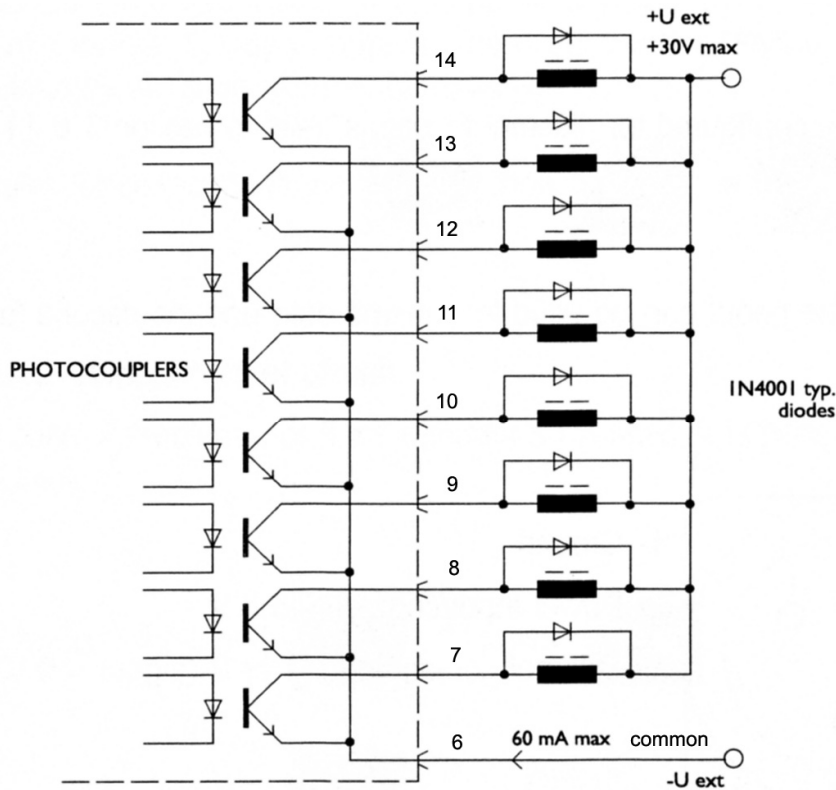 +U ext
+30V max
14
13
12
11
PHOTOCOUPLERS
1N4001 typ.
diodes
10
9
8
7
6
60 mA max
common
-U ext